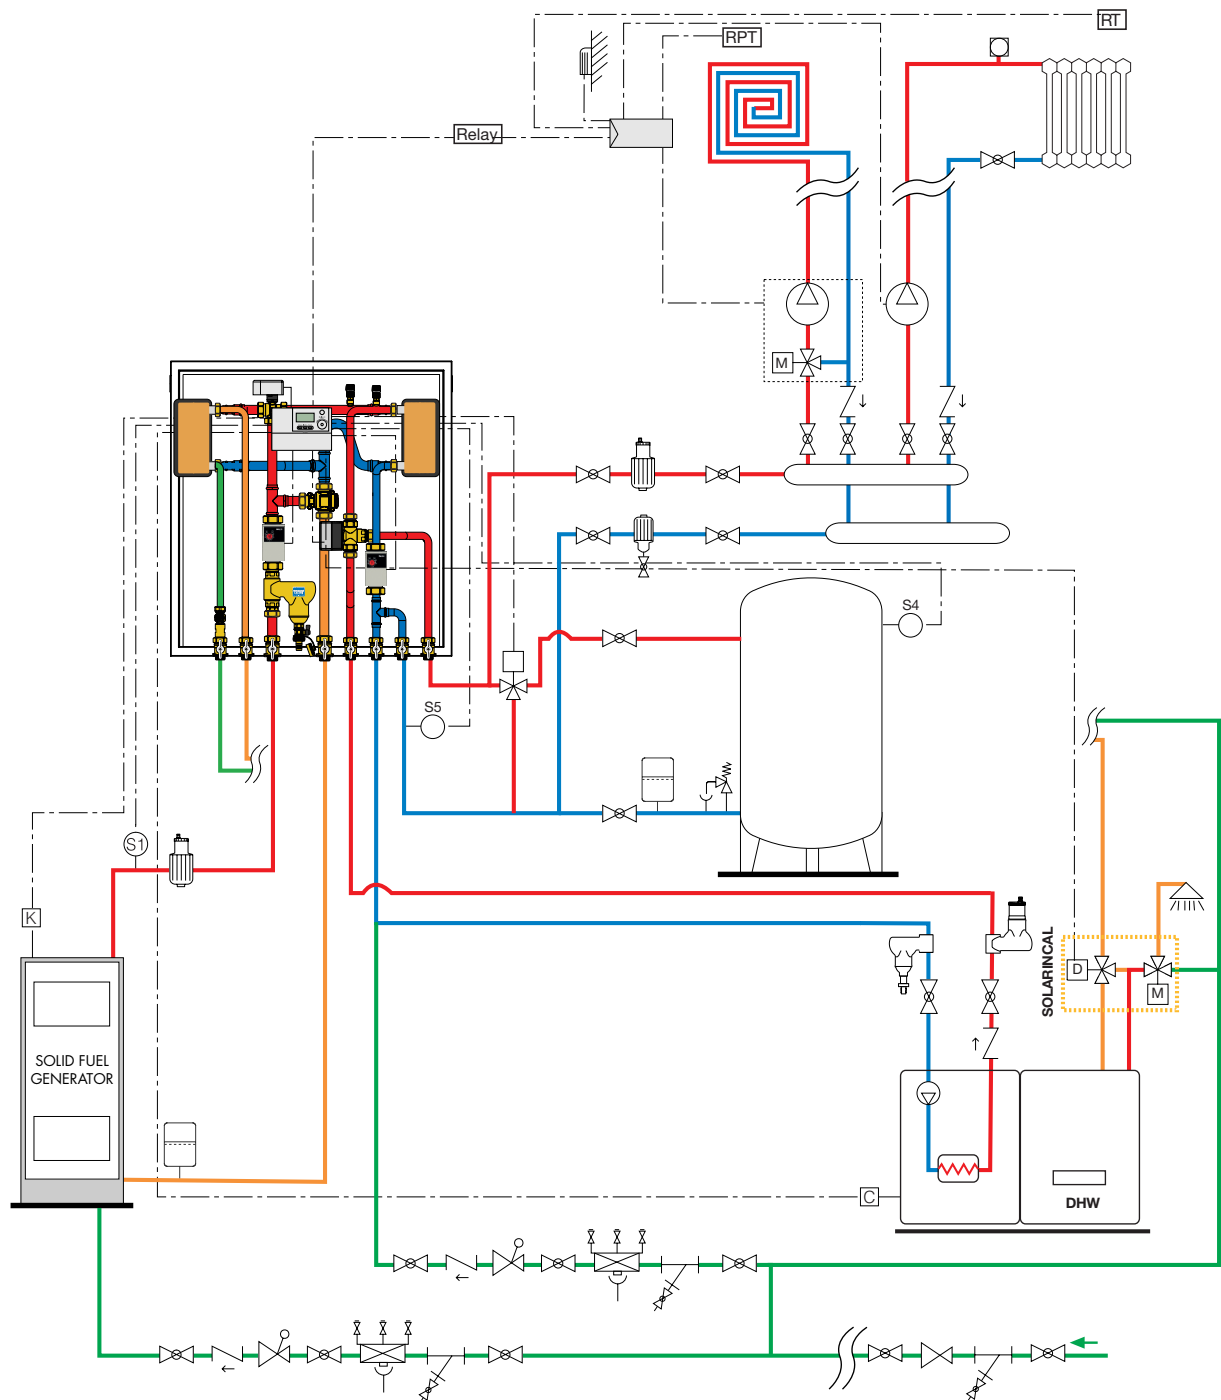 RT
RPT
Relay
M
S4
S5
S1
K
SOLARINCAL
D
M
SOLID FUEL
GENERATOR
C
DHW